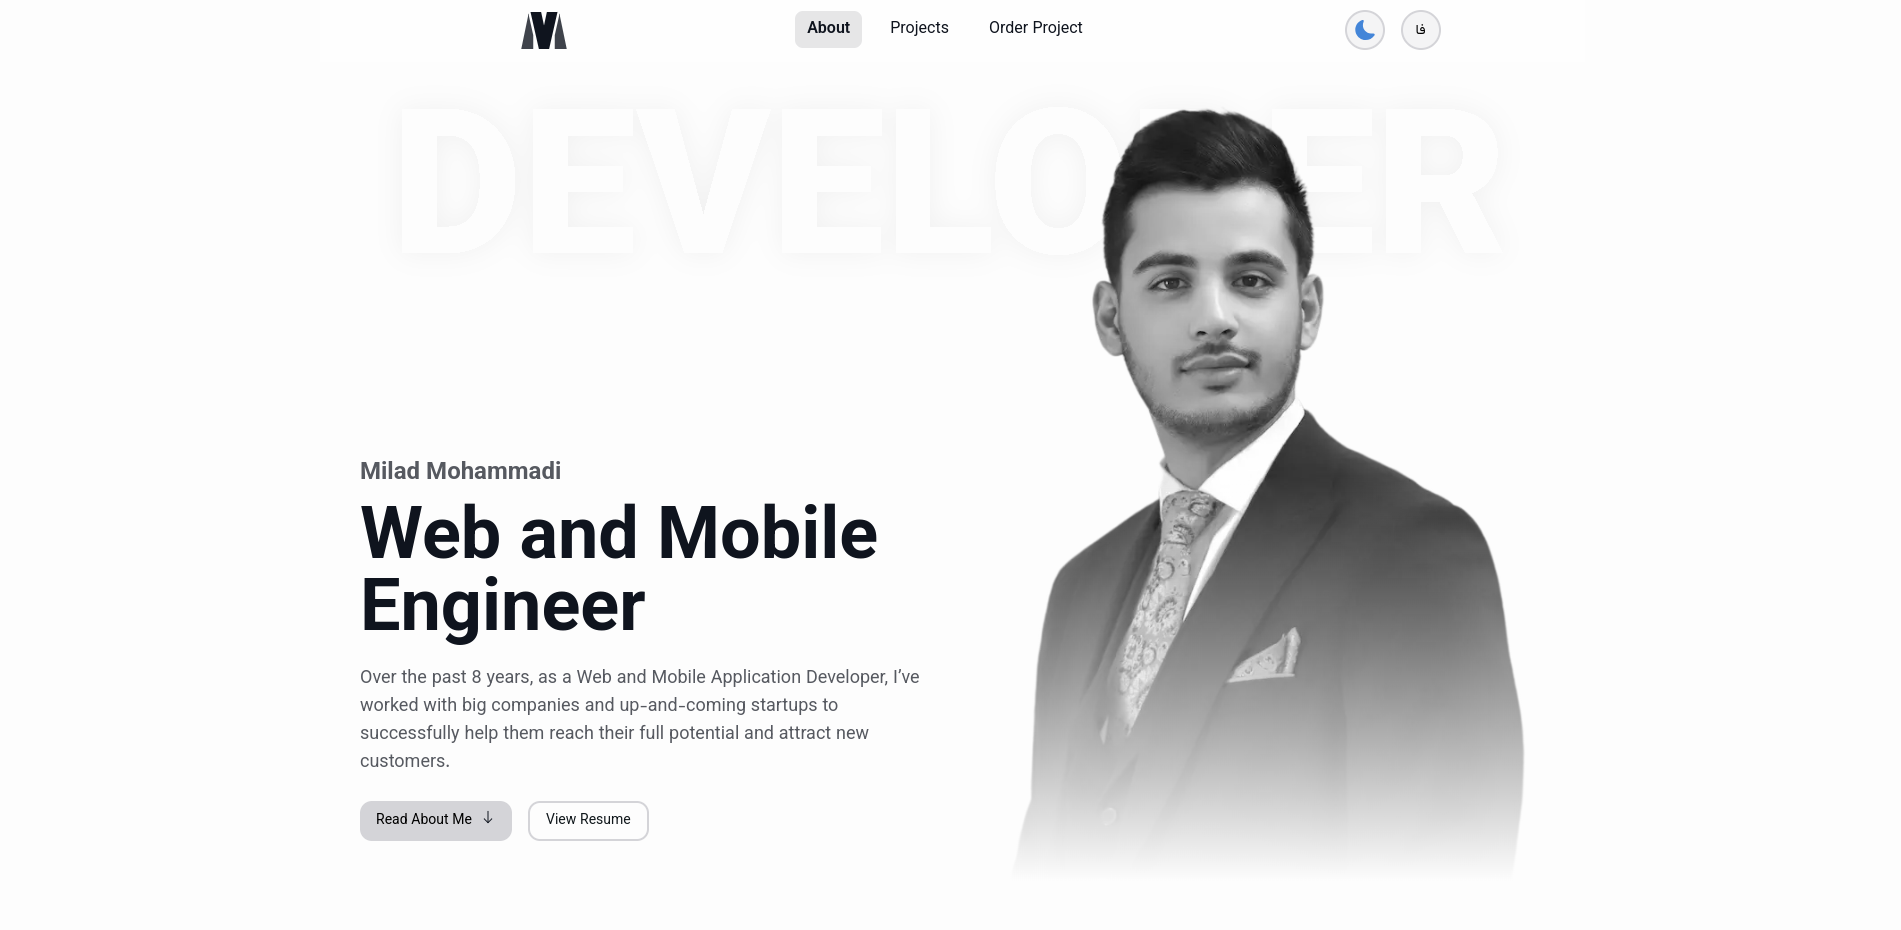 About
Projects
Order Project
فا
DEVELOPER
Milad Mohammadi
Web and Mobile
Engineer
Over the past 8 years, as a Web and Mobile Application Developer, I’ve
worked with big companies and up-and-coming startups to
successfully help them reach their full potential and attract new
customers.
Read About Me ↓
View Resume